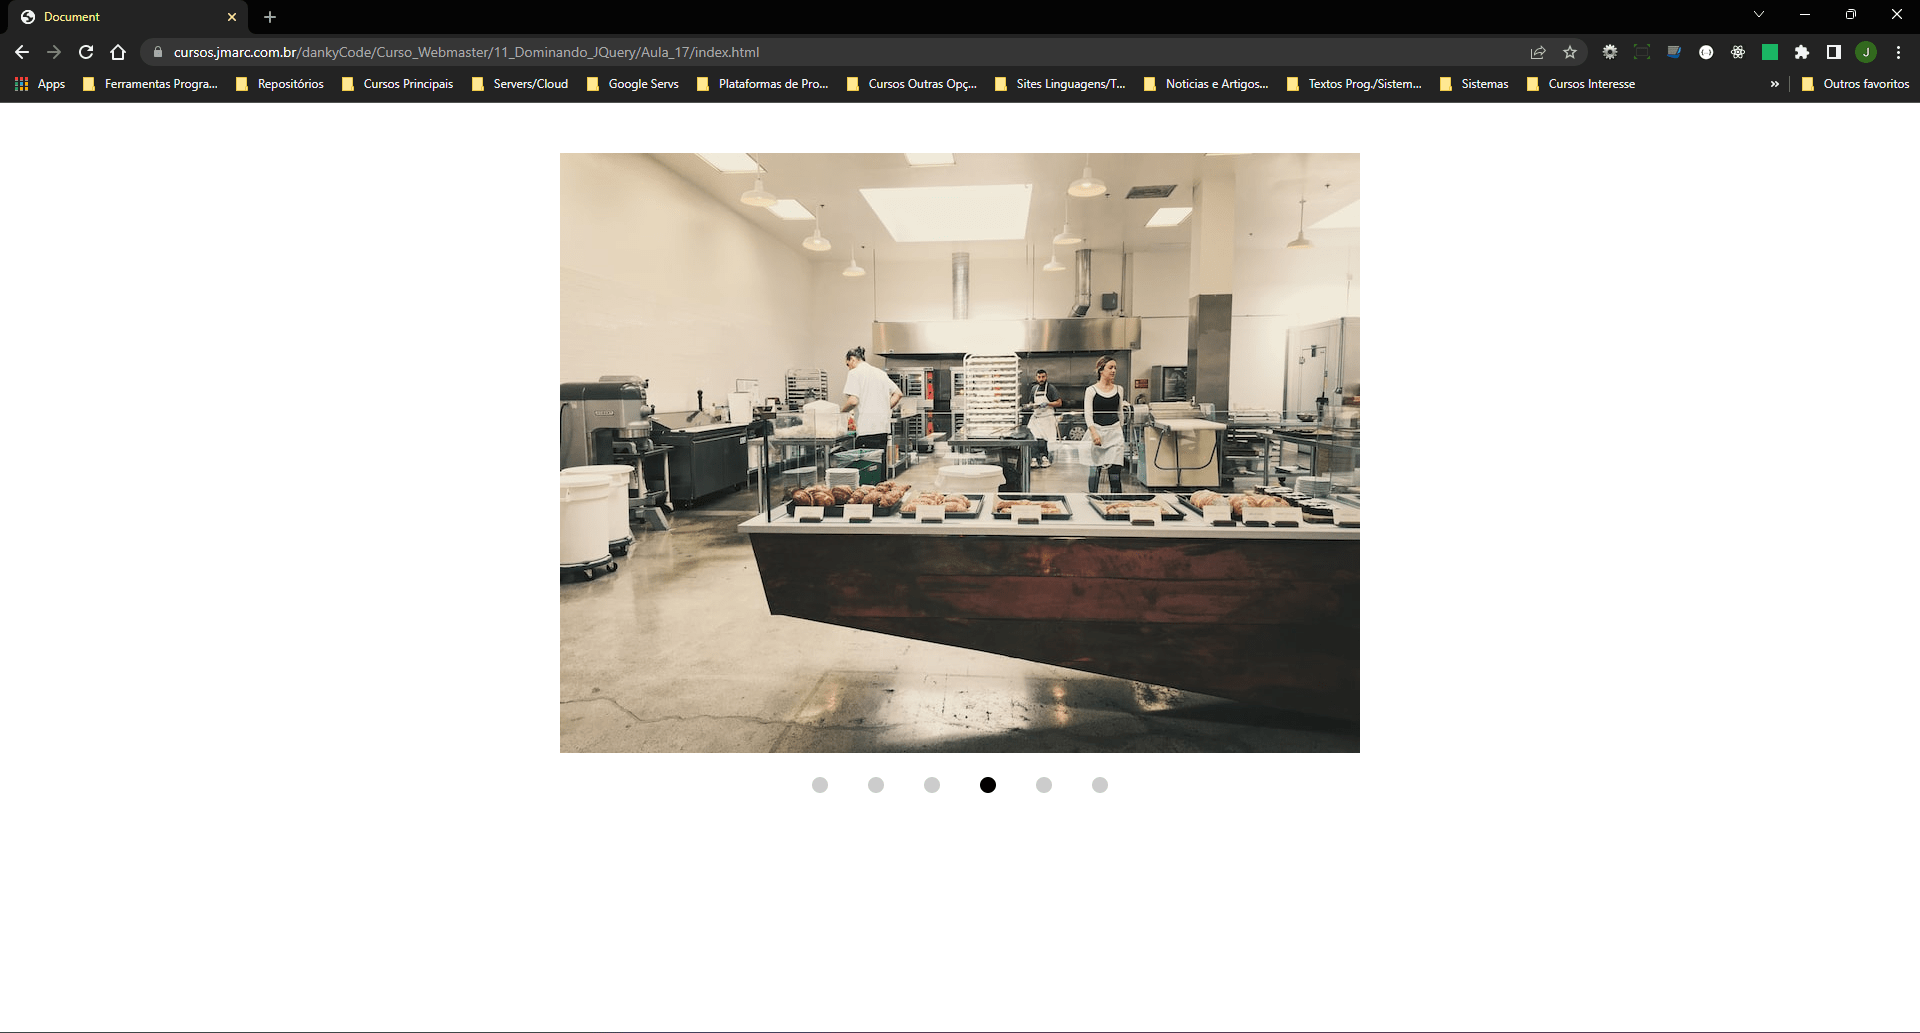 Document
cursos.jmarc.com.br/dankyCode/Curso_Webmaster/11_Dominando_JQuery/Aula_17/index.html
J
Apps Ferramentas Progra... Repositórios Cursos Principais Servers/Cloud Google Servs Plataformas de Pro... Cursos Outras Opç... Sites Linguagens/T... Noticias e Artigos... Textos Prog./Sistem... Sistemas Cursos Interesse » Outros favoritos